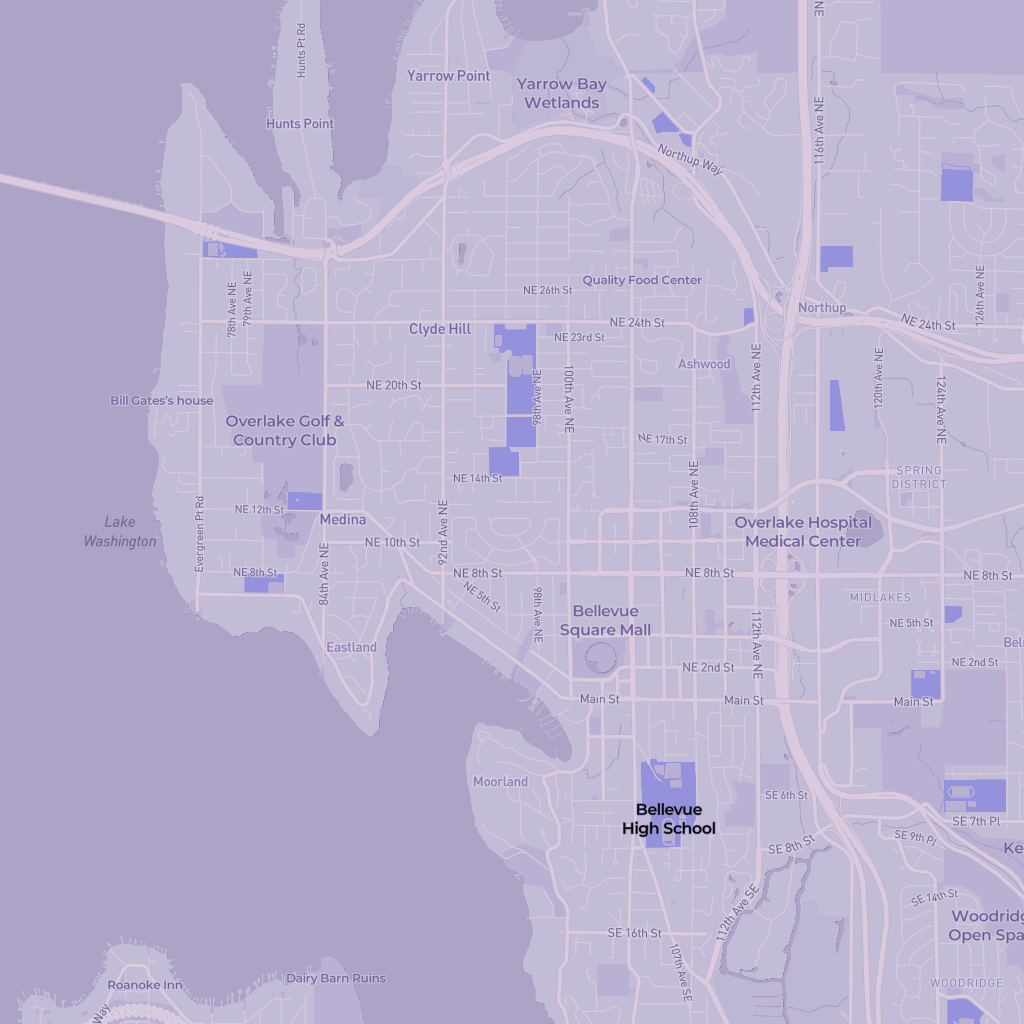 Hunts Pt Rd
NE
Yarrow Point
Yarrow Bay
Wetlands
Hunts Point
116th Ave NE
Northup Way
78th Ave NE
79th Ave NE
NE 26th St
Quality Food Center
126th Ave NE
Northup
Clyde Hill
NE 24th St
NE 24th St
NE 23rd St
NE 20th St
98th Ave NE
100th Ave NE
Ashwood
112th Ave NE
120th Ave NE
124th Ave NE
Bill Gates's house
Overlake Golf &
Country Club
NE 17th St
NE 14th St
108th Ave NE
SPRING
DISTRICT
Lake
Washington
Evergreen Pt Rd
NE 12th St
Medina
92nd Ave NE
NE 10th St
Overlake Hospital
Medical Center
NE 8th St
84th Ave NE
NE 8th St
NE 8th St
NE 8th St
NE 5th St
98th Ave NE
MIDLAKES
Bellevue
Square Mall
112th Ave NE
NE 5th St
Bel
Eastland
NE 2nd St
NE 2nd St
Main St
Main St
Main St
Moorland
SE 6th St
Bellevue
High School
SE 7th Pl
SE 8th St
SE 9th Pl
Ke
112th Ave SE
SE 14th St
Woodridg
Open Spa
SE 16th St
107th Ave SE
Roanoke Inn
Dairy Barn Ruins
WOODRIDGE
Way